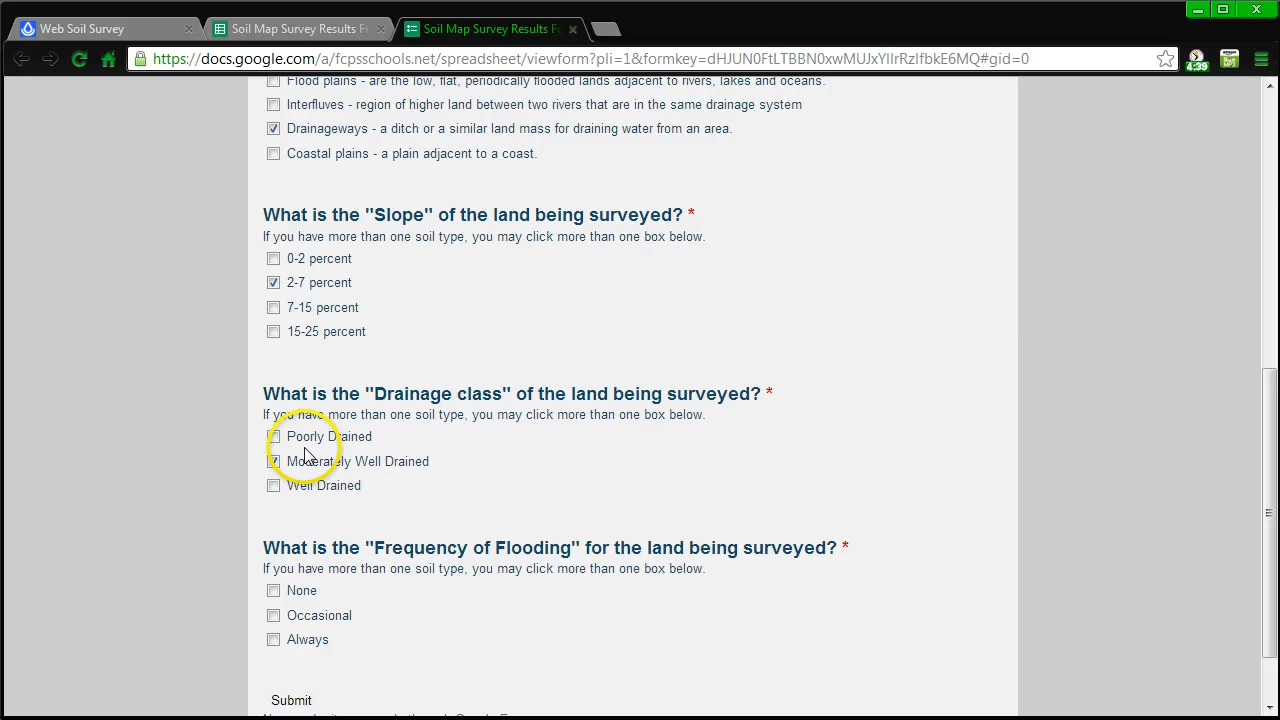 Web Soil Survey
Soil Map Survey Results F
Soil Map Survey Results F
https://docs.google.com/a/fcpsschools.net/spreadsheet/viewform?pli=1&formkey=dHJUN0FtLTBBN0xwMUJxYlIrRzlfbkE6MQ#gid=0
4:39
Flood plains - are the low, flat, periodically flooded lands adjacent to rivers, lakes and oceans.
Interfluves - region of higher land between two rivers that are in the same drainage system
Drainageways - a ditch or a similar land mass for draining water from an area.
Coastal plains - a plain adjacent to a coast.
What is the "Slope" of the land being surveyed? *
If you have more than one soil type, you may click more than one box below.
0-2 percent
2-7 percent
7-15 percent
15-25 percent
What is the "Drainage class" of the land being surveyed? *
If you have more than one soil type, you may click more than one box below.
Poorly Drained
Moderately Well Drained
Well Drained
What is the "Frequency of Flooding" for the land being surveyed? *
If you have more than one soil type, you may click more than one box below.
None
Occasional
Always
Submit